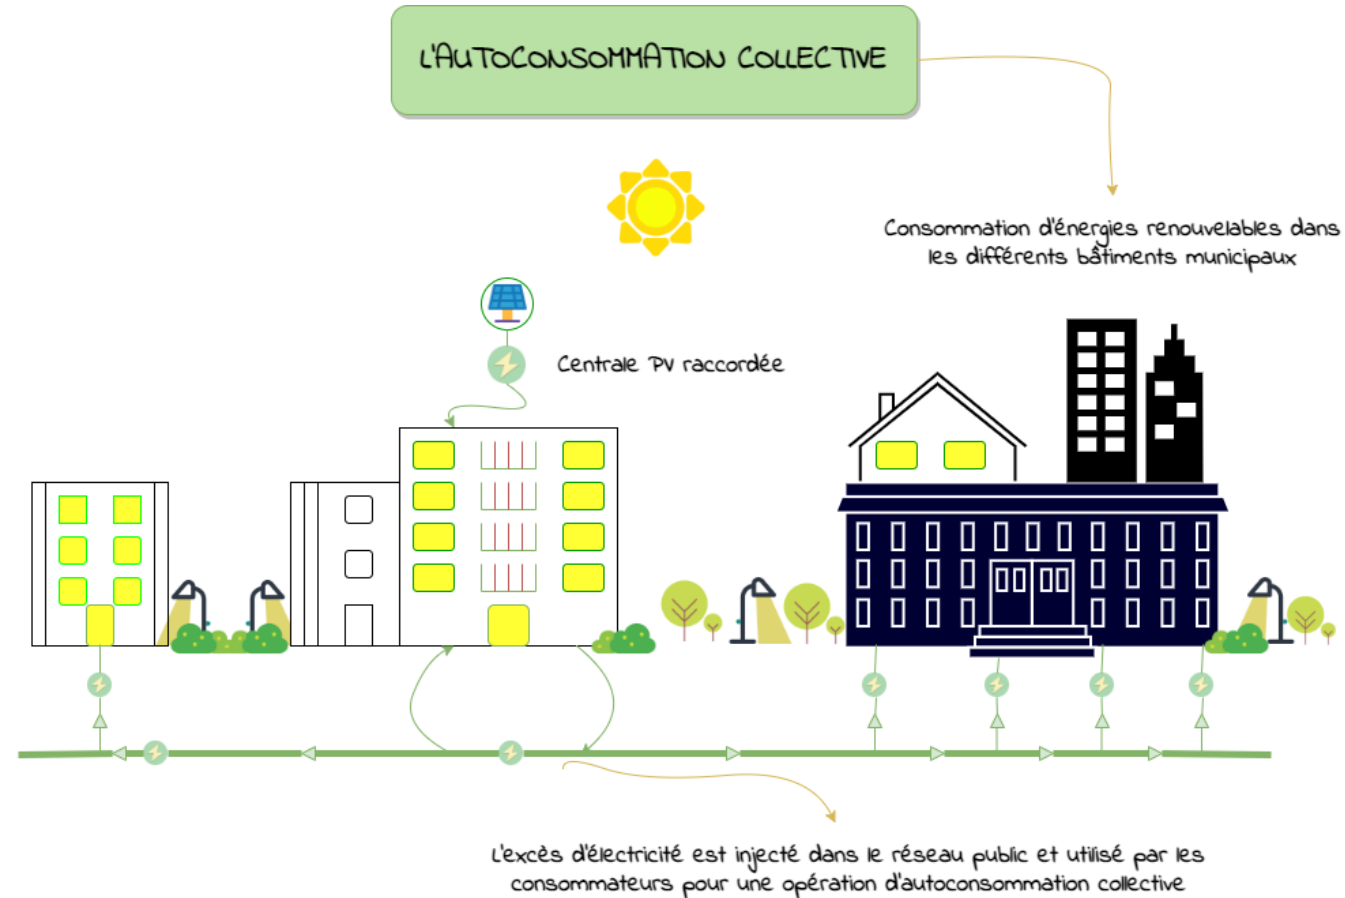 L'AUTOCONSOMMATION COLLECTIVE
Consommation d'énergies renouvelables dans
les différents bâtiments municipaux
Centrale PV raccordée
L'excès d'électricité est injecté dans le réseau public et utilisé par les
consommateurs pour une opération d'autoconsommation collective